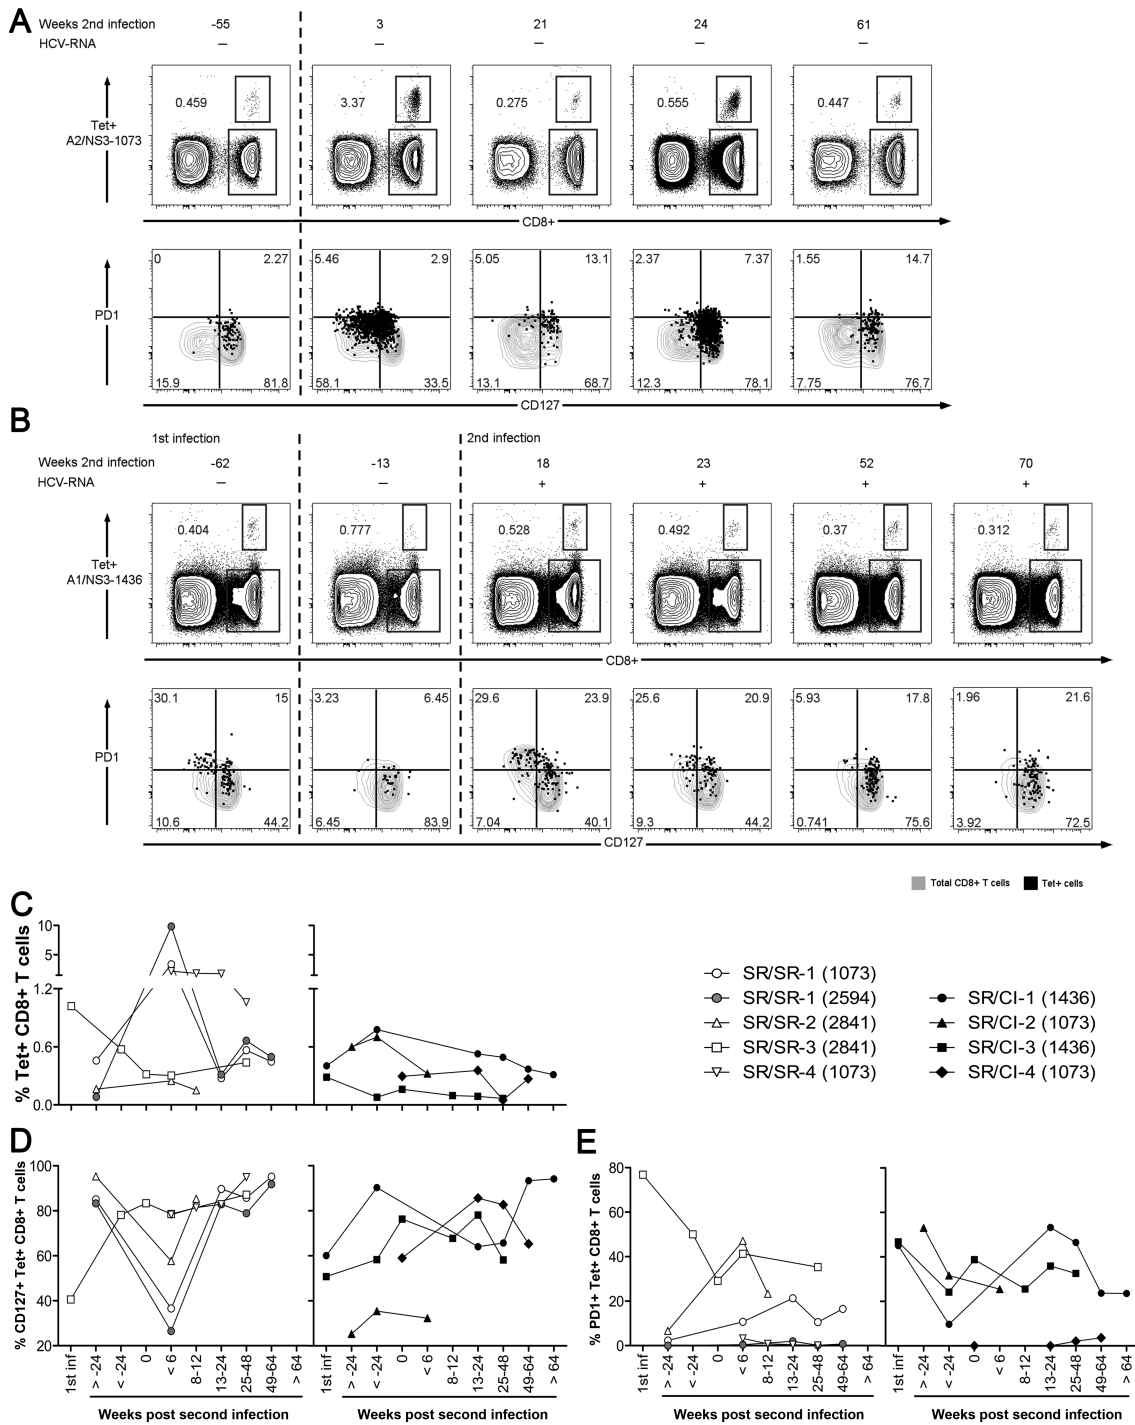 A
Weeks 2nd infection -55 3 21 24 61
HCV-RNA – – – – –
0.459 3.37 0.275 0.555 0.447
Tet+
A2/NS3-1073
CD8+
0 2.27 5.46 2.9 5.05 13.1 2.37 7.37 1.55 14.7
PD1
15.9 81.8 58.1 33.5 13.1 68.7 12.3 78.1 7.75 76.7
CD127
B
1st infection 2nd infection
Weeks 2nd infection -62 -13 18 23 52 70
HCV-RNA – – + + + +
0.404 0.777 0.528 0.492 0.37 0.312
Tet+
A1/NS3-1436
CD8+
30.1 15 3.23 6.45 29.6 23.9 25.6 20.9 5.93 17.8 1.96 21.6
PD1
10.6 44.2 6.45 83.9 7.04 40.1 9.3 44.2 0.741 75.6 3.92 72.5
CD127
Total CD8+ T cells Tet+ cells
C
% Tet+ CD8+ T cells
10
5
1.2
0.6
0.0
SR/SR-1 (1073)
SR/SR-1 (2594)
SR/SR-2 (2841)
SR/SR-3 (2841)
SR/SR-4 (1073)
SR/CI-1 (1436)
SR/CI-2 (1073)
SR/CI-3 (1436)
SR/CI-4 (1073)
D
% CD127+ Tet+ CD8+ T cells
100
80
60
40
20
1st inf > -24 < -24 0 < 6 8-12 13-24 25-48 49-64 > 64
1st inf > -24 < -24 0 < 6 8-12 13-24 25-48 49-64 > 64
Weeks post second infection Weeks post second infection
E
% PD1+ Tet+ CD8+ T cells
80
60
40
20
0
1st inf > -24 < -24 0 < 6 8-12 13-24 25-48 49-64 > 64
1st inf > -24 < -24 0 < 6 8-12 13-24 25-48 49-64 > 64
Weeks post second infection Weeks post second infection